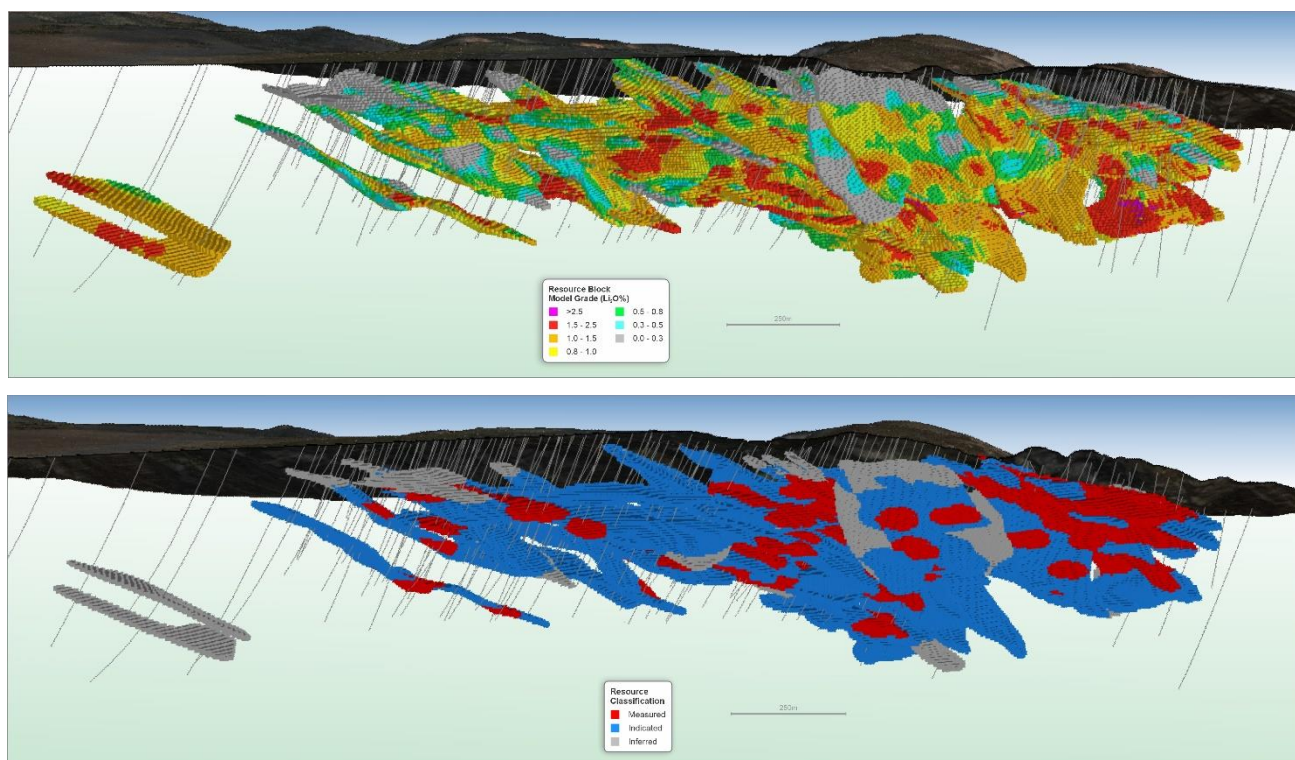 Resource Block
Model Grade (Li₂O%)
>2.5
1.5 - 2.5
1.0 - 1.5
0.8 - 1.0
0.5 - 0.8
0.3 - 0.5
0.0 - 0.3
250m
Resource
Classification
Measured
Indicated
Inferred
250m